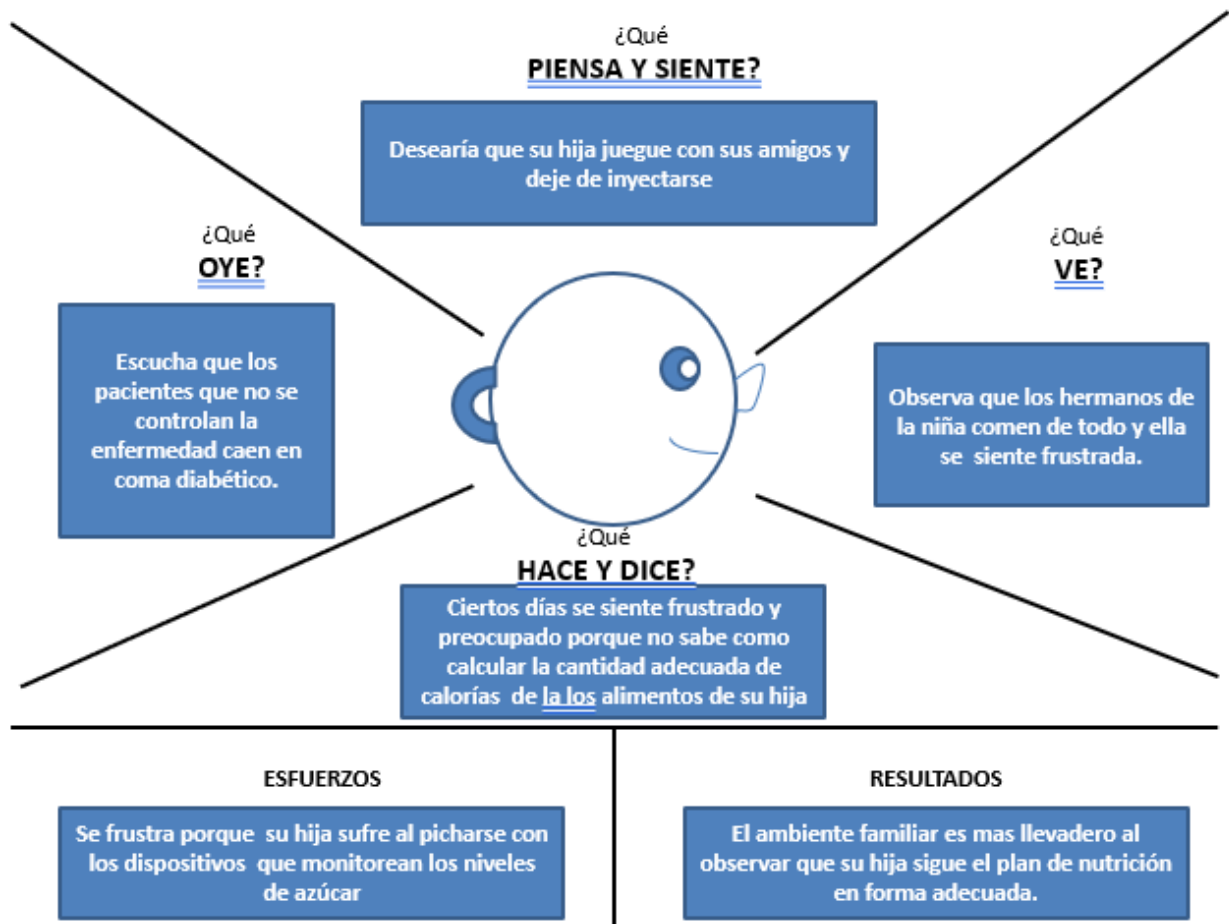 ¿Qué
PIENSA Y SIENTE?
Desearía que su hija juegue con sus amigos y
deje de inyectarse
¿Qué
OYE?
Escucha que los
pacientes que no se
controlan la
enfermedad caen en
coma diabético.
¿Qué
VE?
Observa que los hermanos de
la niña comen de todo y ella
se siente frustrada.
¿Qué
HACE Y DICE?
Ciertos días se siente frustrado y
preocupado porque no sabe como
calcular la cantidad adecuada de
calorías de la los alimentos de su hija
ESFUERZOS
Se frustra porque su hija sufre al picharse con
los dispositivos que monitorean los niveles
de azúcar
RESULTADOS
El ambiente familiar es mas llevadero al
observar que su hija sigue el plan de nutrición
en forma adecuada.